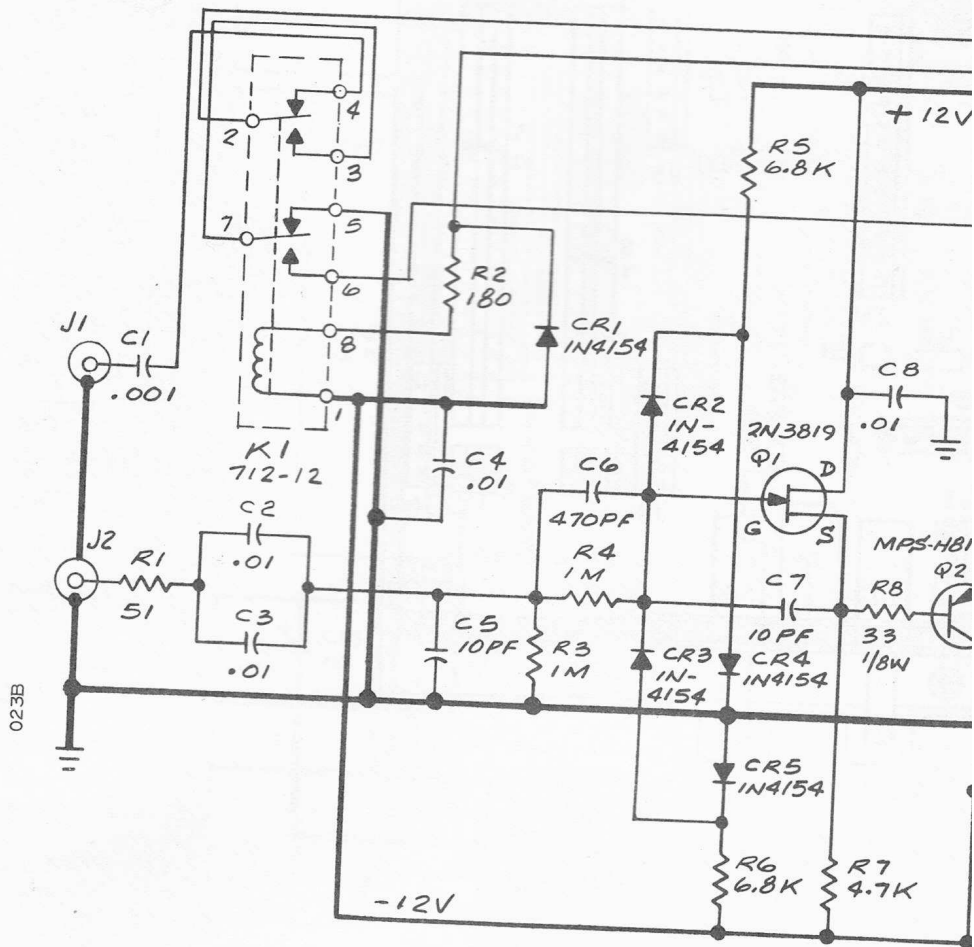 4
2
3
+ 12V
R5
6.8K
7
5
6
R2
180
8
J1
C1
.001
CR1
1N4154
1
K1
712-12
C4
.01
CR2
1N-
4154
C8
.01
2N3819
Q1
D
G
S
C6
470PF
R4
1M
J2
R1
51
C2
.01
C3
.01
C5
10PF
R3
1M
C7
10PF
R8
33
1/8W
MPS-H81
Q2
CR3
1N-
4154
CR4
1N4154
CR5
1N4154
R6
6.8K
R7
4.7K
-12V
023B